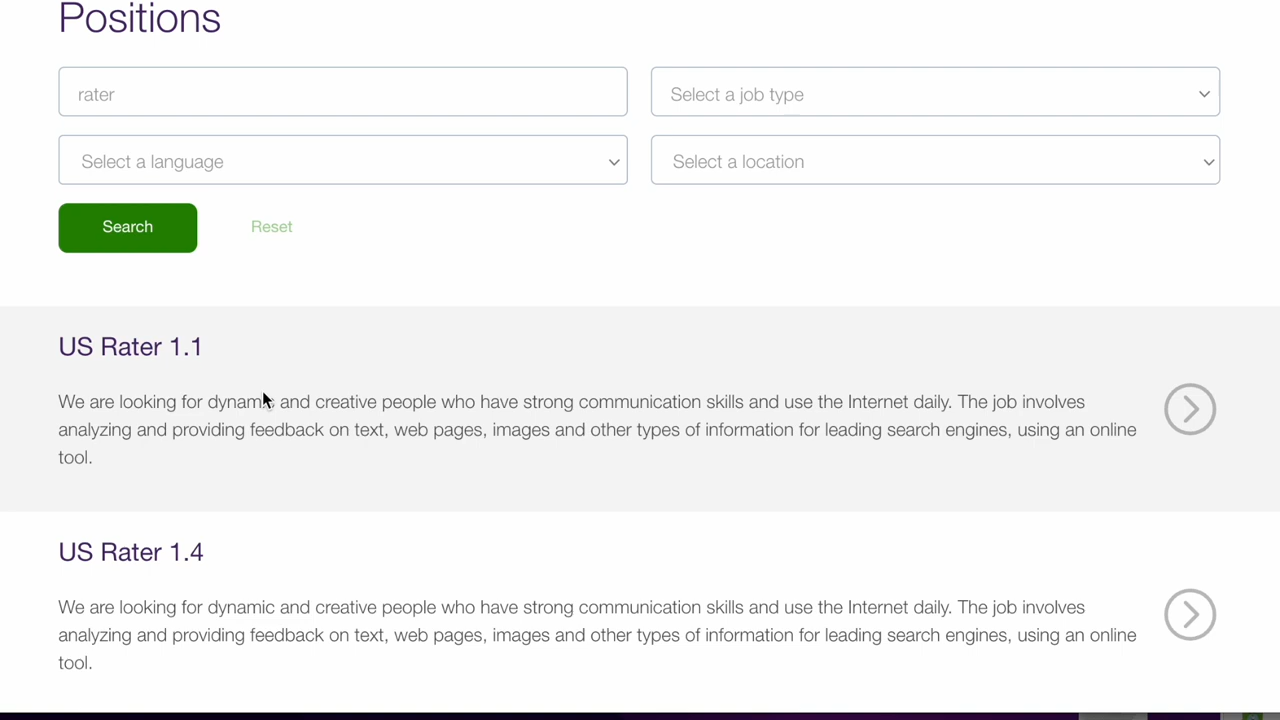 Positions
rater
Select a job type
Select a language
Select a location
Search
Reset
US Rater 1.1
We are looking for dynamic and creative people who have strong communication skills and use the Internet daily. The job involves
analyzing and providing feedback on text, web pages, images and other types of information for leading search engines, using an online
tool.
US Rater 1.4
We are looking for dynamic and creative people who have strong communication skills and use the Internet daily. The job involves
analyzing and providing feedback on text, web pages, images and other types of information for leading search engines, using an online
tool.